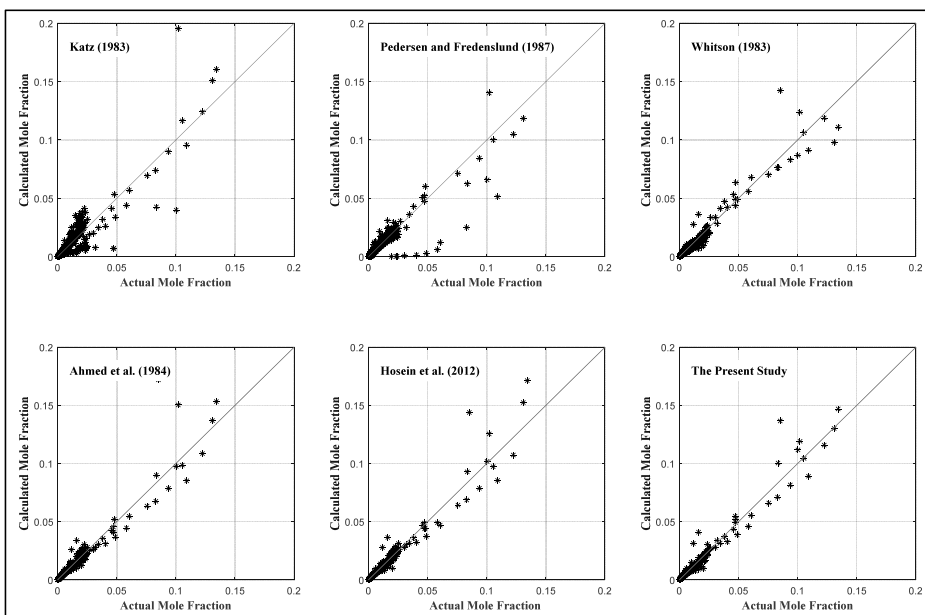 0.2
0.15
0.1
0.05
0
Katz (1983)
Calculated Mole Fraction
0 0.05 0.1 0.15 0.2
Actual Mole Fraction
0.2
0.15
0.1
0.05
0
Pedersen and Fredenslund (1987)
Calculated Mole Fraction
0 0.05 0.1 0.15 0.2
Actual Mole Fraction
0.2
0.15
0.1
0.05
0
Whitson (1983)
Calculated Mole Fraction
0 0.05 0.1 0.15 0.2
Actual Mole Fraction
0.2
0.15
0.1
0.05
0
Ahmed et al. (1984)
Calculated Mole Fraction
0 0.05 0.1 0.15 0.2
Actual Mole Fraction
0.2
0.15
0.1
0.05
0
Hosein et al. (2012)
Calculated Mole Fraction
0 0.05 0.1 0.15 0.2
Actual Mole Fraction
0.2
0.15
0.1
0.05
0
The Present Study
Calculated Mole Fraction
0 0.05 0.1 0.15 0.2
Actual Mole Fraction